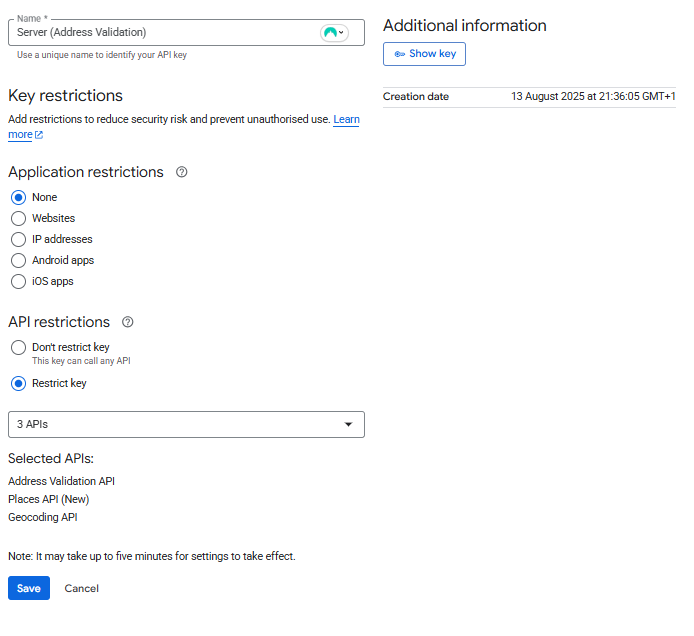 Name *
Server (Address Validation)
Use a unique name to identify your API key
Key restrictions
Add restrictions to reduce security risk and prevent unauthorised use. Learn
more
Application restrictions
None
Websites
IP addresses
Android apps
iOS apps
API restrictions
Don't restrict key
This key can call any API
Restrict key
3 APIs
Selected APIs:
Address Validation API
Places API (New)
Geocoding API
Note: It may take up to five minutes for settings to take effect.
Save Cancel
Additional information
Show key
Creation date 13 August 2025 at 21:36:05 GMT+1